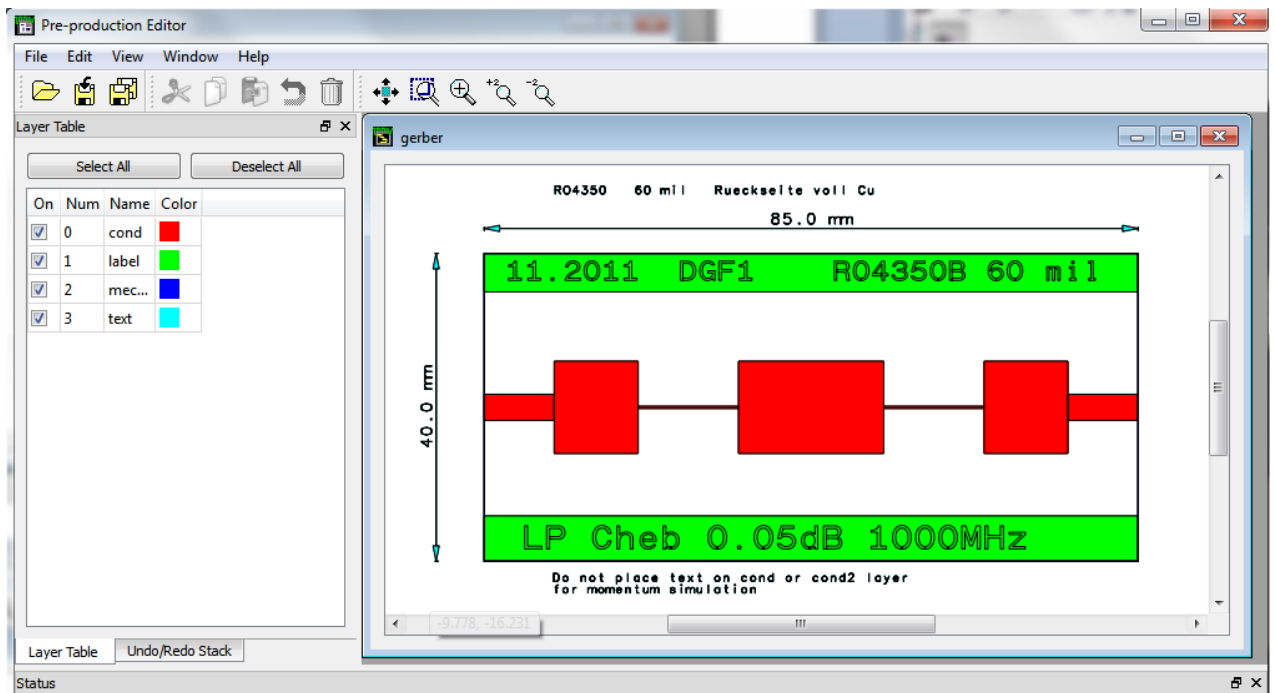 Pre-production Editor
File Edit View Window Help
Layer Table
Select All Deselect All
On Num Name Color
0 cond
1 label
2 mec...
3 text
Layer Table Undo/Redo Stack
Status
gerber
RO4350 60 mil Rueckseite voll Cu
85.0 mm
11.2011 DGF1 RO4350B 60 mil
40.0 mm
LP Cheb 0.05dB 1000MHz
Do not place text on cond or cond2 layer
for momentum simulation
-9.778, -16.231